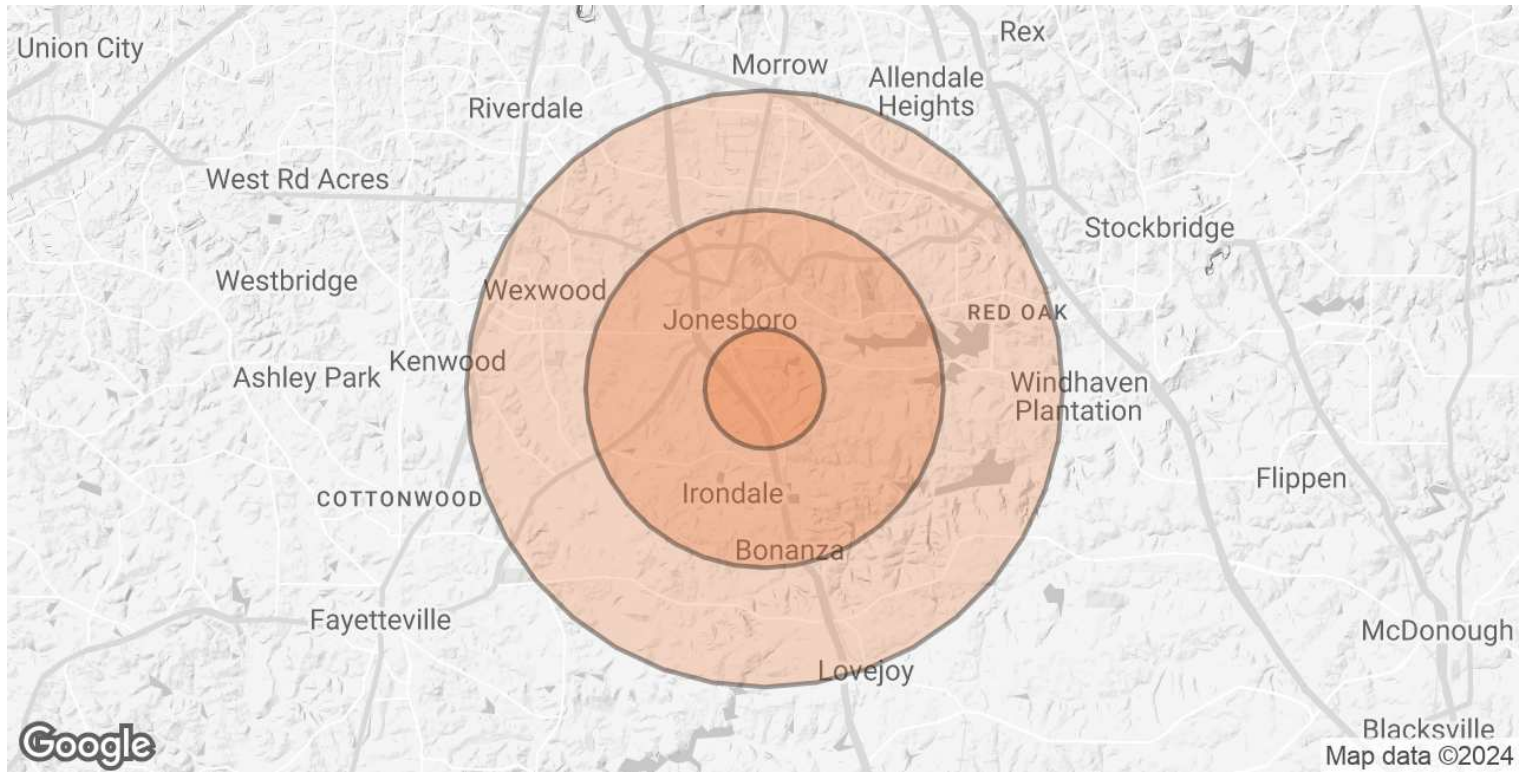 Union City
Rex
Morrow
Allendale
Heights
Riverdale
West Rd Acres
Stockbridge
Westbridge
Wexwood
RED OAK
Jonesboro
Kenwood
Ashley Park
Windhaven
Plantation
Flippen
Irondale
COTTONWOOD
Bonanza
Fayetteville
McDonough
Lovejoy
Blacksville
Google
Map data ©2024